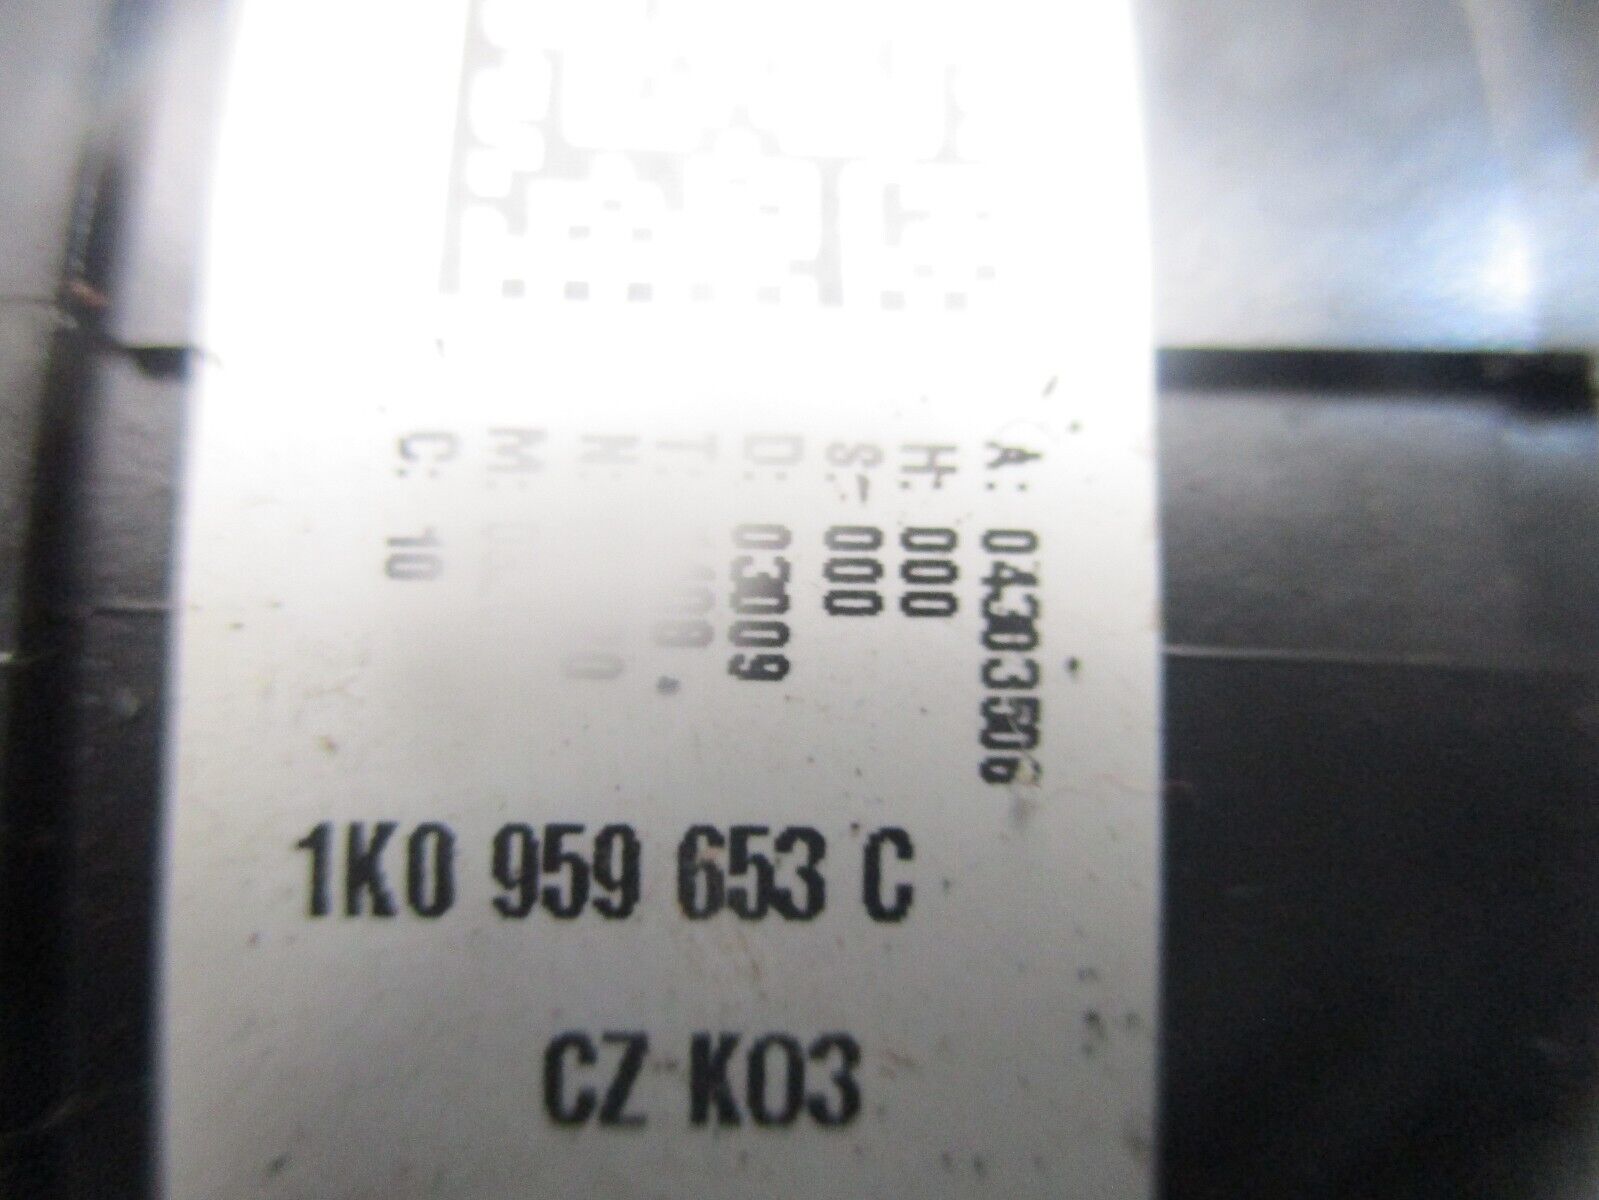 A: 04303506
H: 000
S: 000
D: 03009
T:
N:
M:
C: 10
1K0 959 653 C
CZ K03